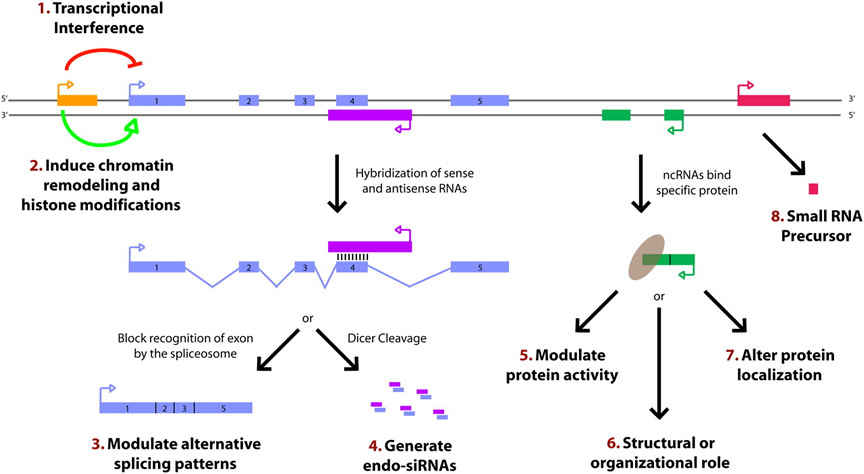 1. Transcriptional
Interference
5'
3'
1
2
3
4
5
3'
5'
2. Induce chromatin
remodeling and
histone modifications
Hybridization of sense
and antisense RNAs
ncRNAs bind
specific protein
8. Small RNA
Precursor
1
2
3
4
5
or
or
Block recognition of exon
by the spliceosome
Dicer Cleavage
5. Modulate
protein activity
7. Alter protein
localization
1
2
3
5
3. Modulate alternative
splicing patterns
4. Generate
endo-siRNAs
6. Structural or
organizational role